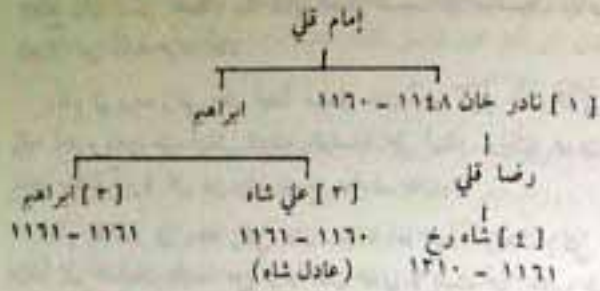 إمام قلي
[١] نادر خان ١١٤٨ – ١١٦٠ ابراهيم
رضا قلي
[٢] علي شاه [٣] ابراهيم
[٤] شاه رخ ١١٦٠ – ١١٦١ ١١٦١ – ١١٦١
١١٦١ – ١٢١٠ (عادل شاه)